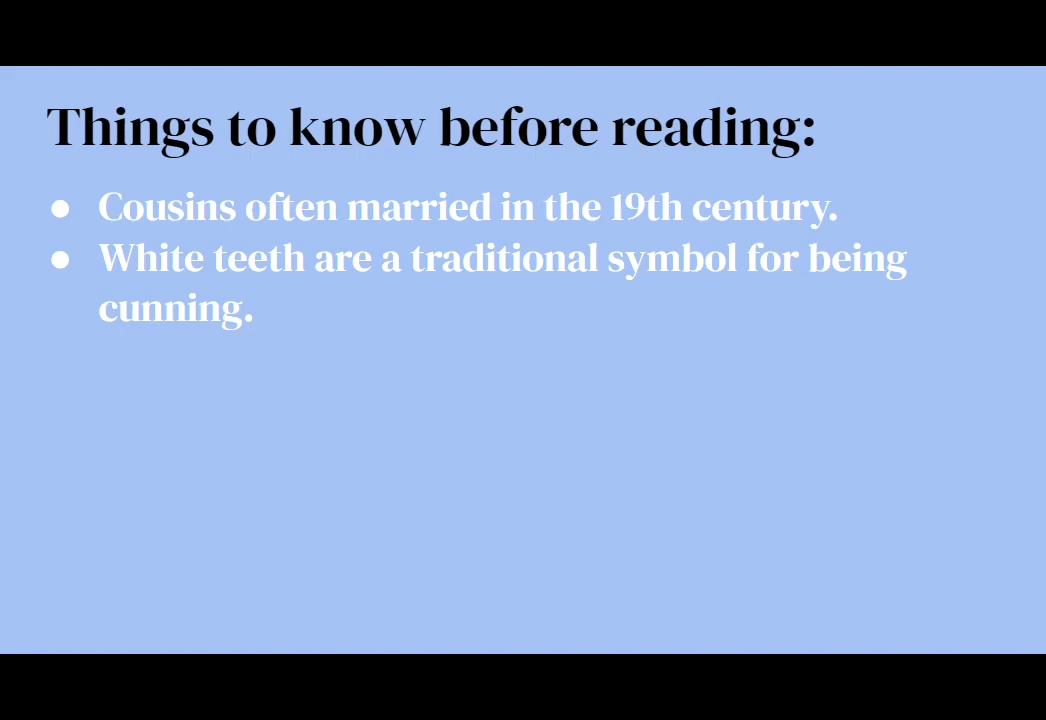 Things to know before reading:
● Cousins often married in the 19th century.
● White teeth are a traditional symbol for being
cunning.